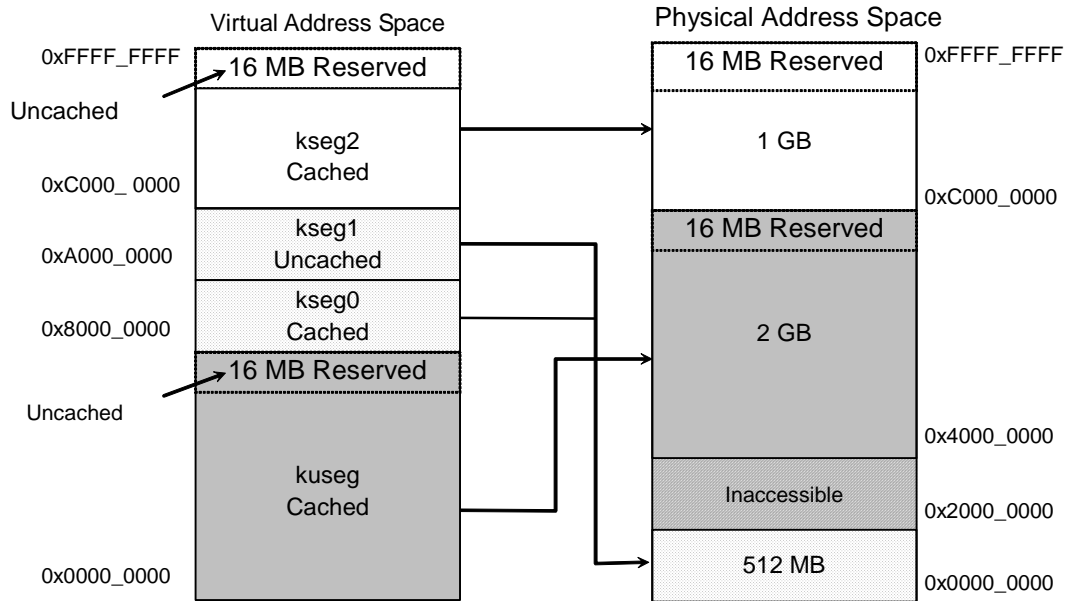 Virtual Address Space
0xFFFF_FFFF
16 MB Reserved
Uncached
kseg2
Cached
0xC000_ 0000
kseg1
Uncached
0xA000_0000
kseg0
Cached
0x8000_0000
16 MB Reserved
Uncached
kuseg
Cached
0x0000_0000
Physical Address Space
16 MB Reserved
0xFFFF_FFFF
1 GB
0xC000_0000
16 MB Reserved
2 GB
0x4000_0000
Inaccessible
0x2000_0000
512 MB
0x0000_0000